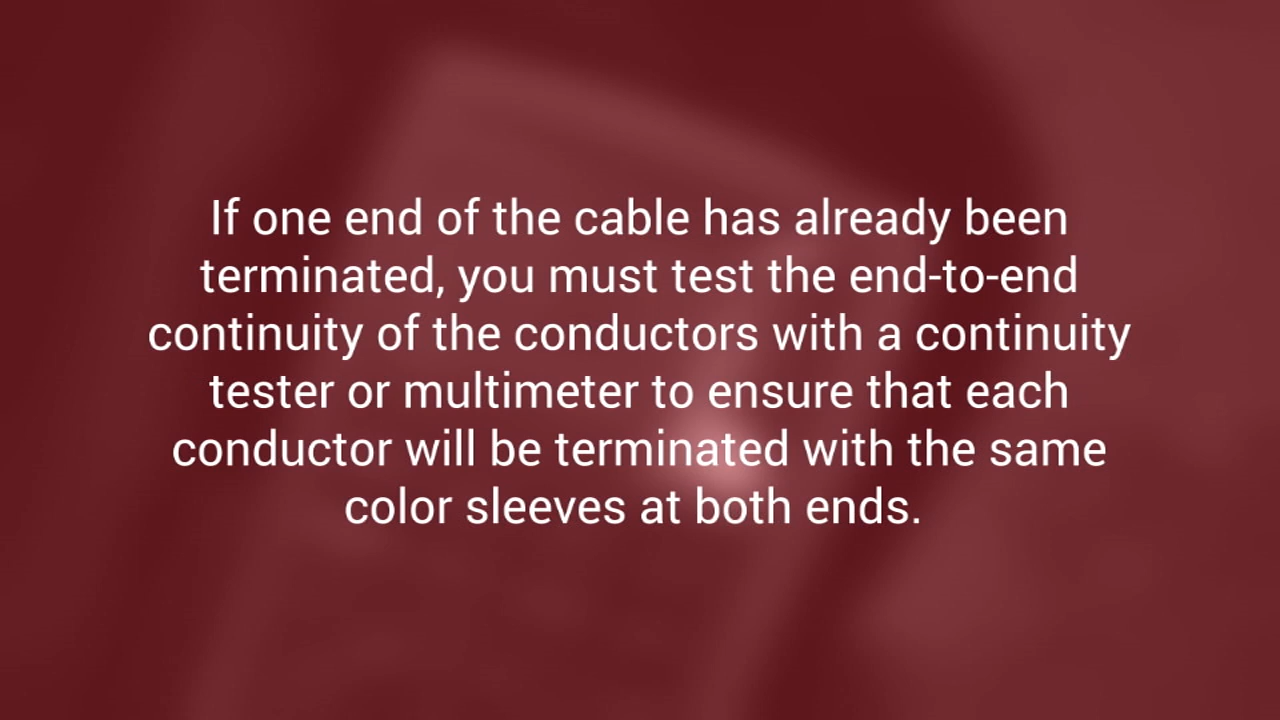 If one end of the cable has already been
terminated, you must test the end-to-end
continuity of the conductors with a continuity
tester or multimeter to ensure that each
conductor will be terminated with the same
color sleeves at both ends.